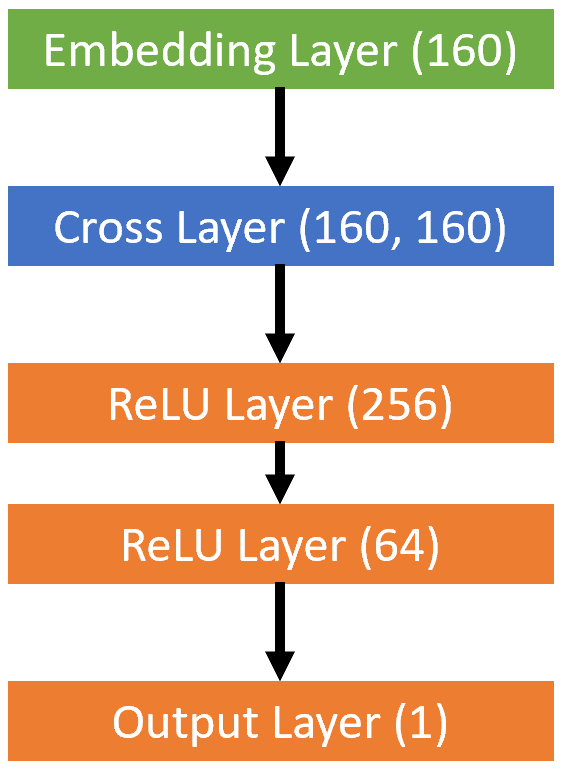 Embedding Layer (160)
Cross Layer (160, 160)
ReLU Layer (256)
ReLU Layer (64)
Output Layer (1)